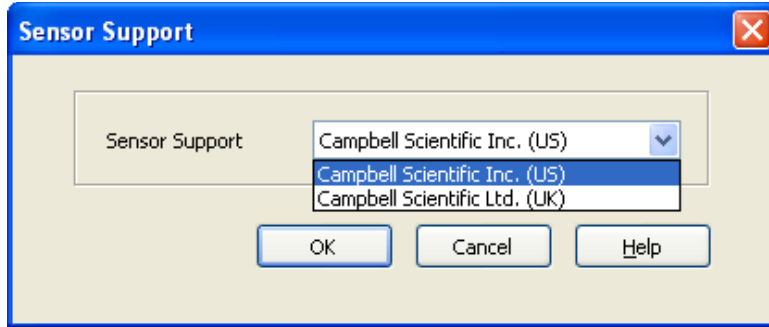 Sensor Support
Sensor Support Campbell Scientific Inc. (US)
Campbell Scientific Inc. (US)
Campbell Scientific Ltd. (UK)
OK Cancel Help